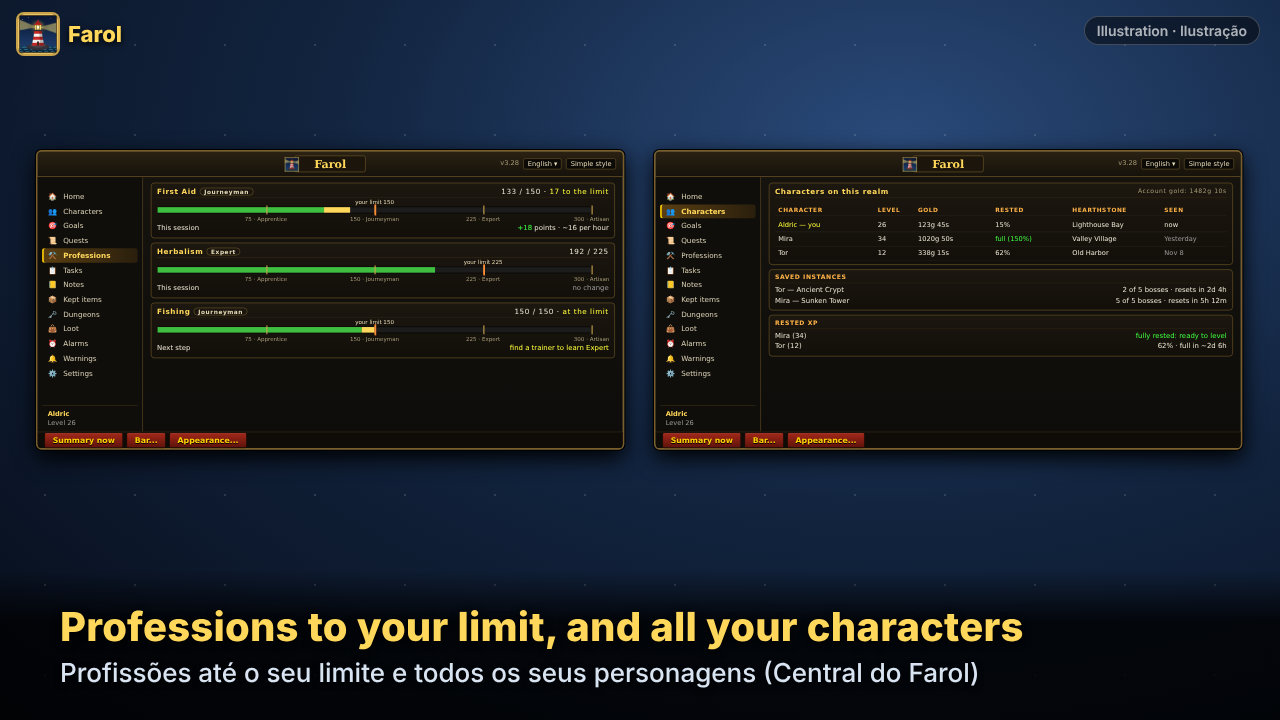 Farol
Illustration · Ilustração
Farol
v3.28 English ▾ Simple style
Home
Characters
Goals
Quests
Professions
Tasks
Notes
Kept items
Dungeons
Loot
Alarms
Warnings
Settings
Aldric
Level 26
First Aid Journeyman 133 / 150 · 17 to the limit
your limit 150
75 · Apprentice 150 · Journeyman 225 · Expert 300 · Artisan
This session +18 points · ~16 per hour
Herbalism Expert 192 / 225
your limit 225
75 · Apprentice 150 · Journeyman 225 · Expert 300 · Artisan
This session no change
Fishing Journeyman 150 / 150 · at the limit
your limit 150
75 · Apprentice 150 · Journeyman 225 · Expert 300 · Artisan
Next step find a trainer to learn Expert
Summary now Bar... Appearance...
Farol
v3.28 English ▾ Simple style
Home
Characters
Goals
Quests
Professions
Tasks
Notes
Kept items
Dungeons
Loot
Alarms
Warnings
Settings
Aldric
Level 26
Characters on this realm Account gold: 1482g 10s
CHARACTER LEVEL GOLD RESTED HEARTHSTONE SEEN
Aldric — you 26 123g 45s 15% Lighthouse Bay now
Mira 34 1020g 50s full (150%) Valley Village Yesterday
Tor 12 338g 15s 62% Old Harbor Nov 8
SAVED INSTANCES
Tor — Ancient Crypt 2 of 5 bosses · resets in 2d 4h
Mira — Sunken Tower 5 of 5 bosses · resets in 5h 12m
RESTED XP
Mira (34) fully rested: ready to level
Tor (12) 62% · full in ~2d 6h
Summary now Bar... Appearance...
Professions to your limit, and all your characters
Profissões até o seu limite e todos os seus personagens (Central do Farol)